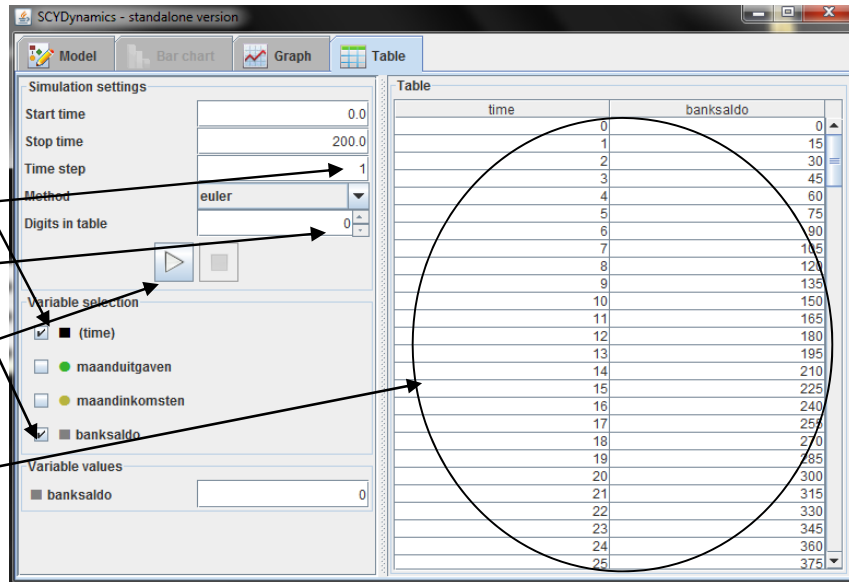 SCYDynamics - standalone version
Model
Bar chart
Graph
Table
Simulation settings
Start time 0.0
Stop time 200.0
Time step 1
Method euler
Digits in table 0
Variable selection
(time)
maanduitgaven
maandinkomsten
banksaldo
Variable values
banksaldo 0
Table
time banksaldo
0 0
1 15
2 30
3 45
4 60
5 75
6 90
7 105
8 120
9 135
10 150
11 165
12 180
13 195
14 210
15 225
16 240
17 255
18 270
19 285
20 300
21 315
22 330
23 345
24 360
25 375